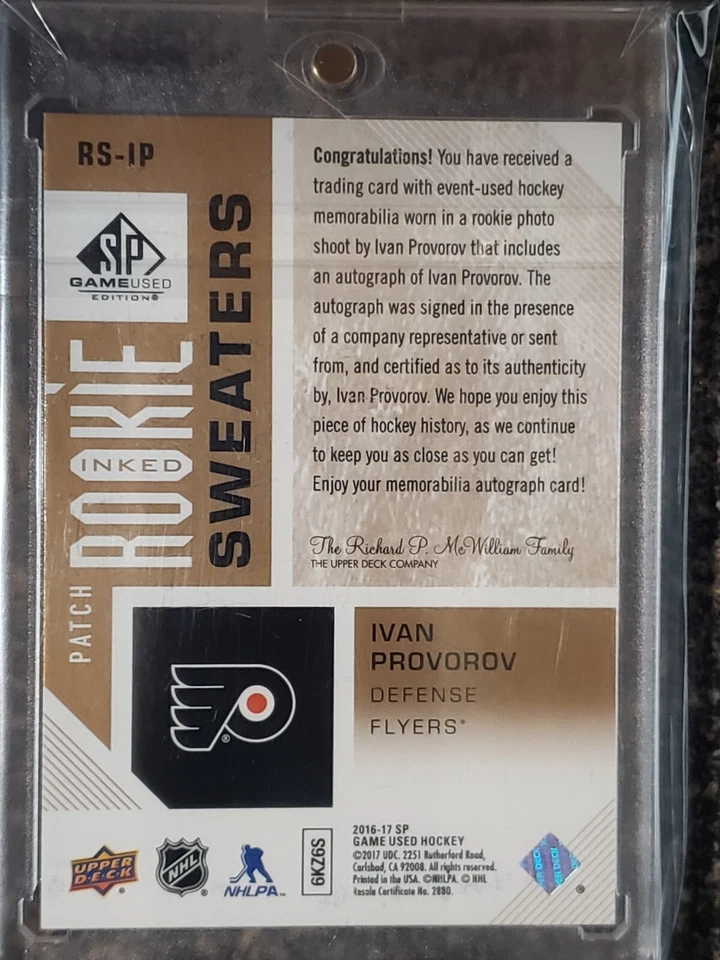 RS-IP
SP
GAMEUSED
EDITION®
PATCH
ROOKIE
INKED
SWEATERS
Congratulations! You have received a
trading card with event-used hockey
memorabilia worn in a rookie photo
shoot by Ivan Provorov that includes
an autograph of Ivan Provorov. The
autograph was signed in the presence
of a company representative or sent
from, and certified as to its authenticity
by, Ivan Provorov. We hope you enjoy this
piece of hockey history, as we continue
to keep you as close as you can get!
Enjoy your memorabilia autograph card!
The Richard P. McWilliam Family
THE UPPER DECK COMPANY
IVAN
PROVOROV
DEFENSE
FLYERS®
UPPER
D·E·C·K
NHL
NHLPA
6KZ6S
2016-17 SP
GAME USED HOCKEY
©2017 UDC. 2251 Rutherford Road,
Carlsbad, CA 92008. All rights reserved.
Printed in the USA. ©NHLPA. © NHL
Resale Certificate No. 2880.